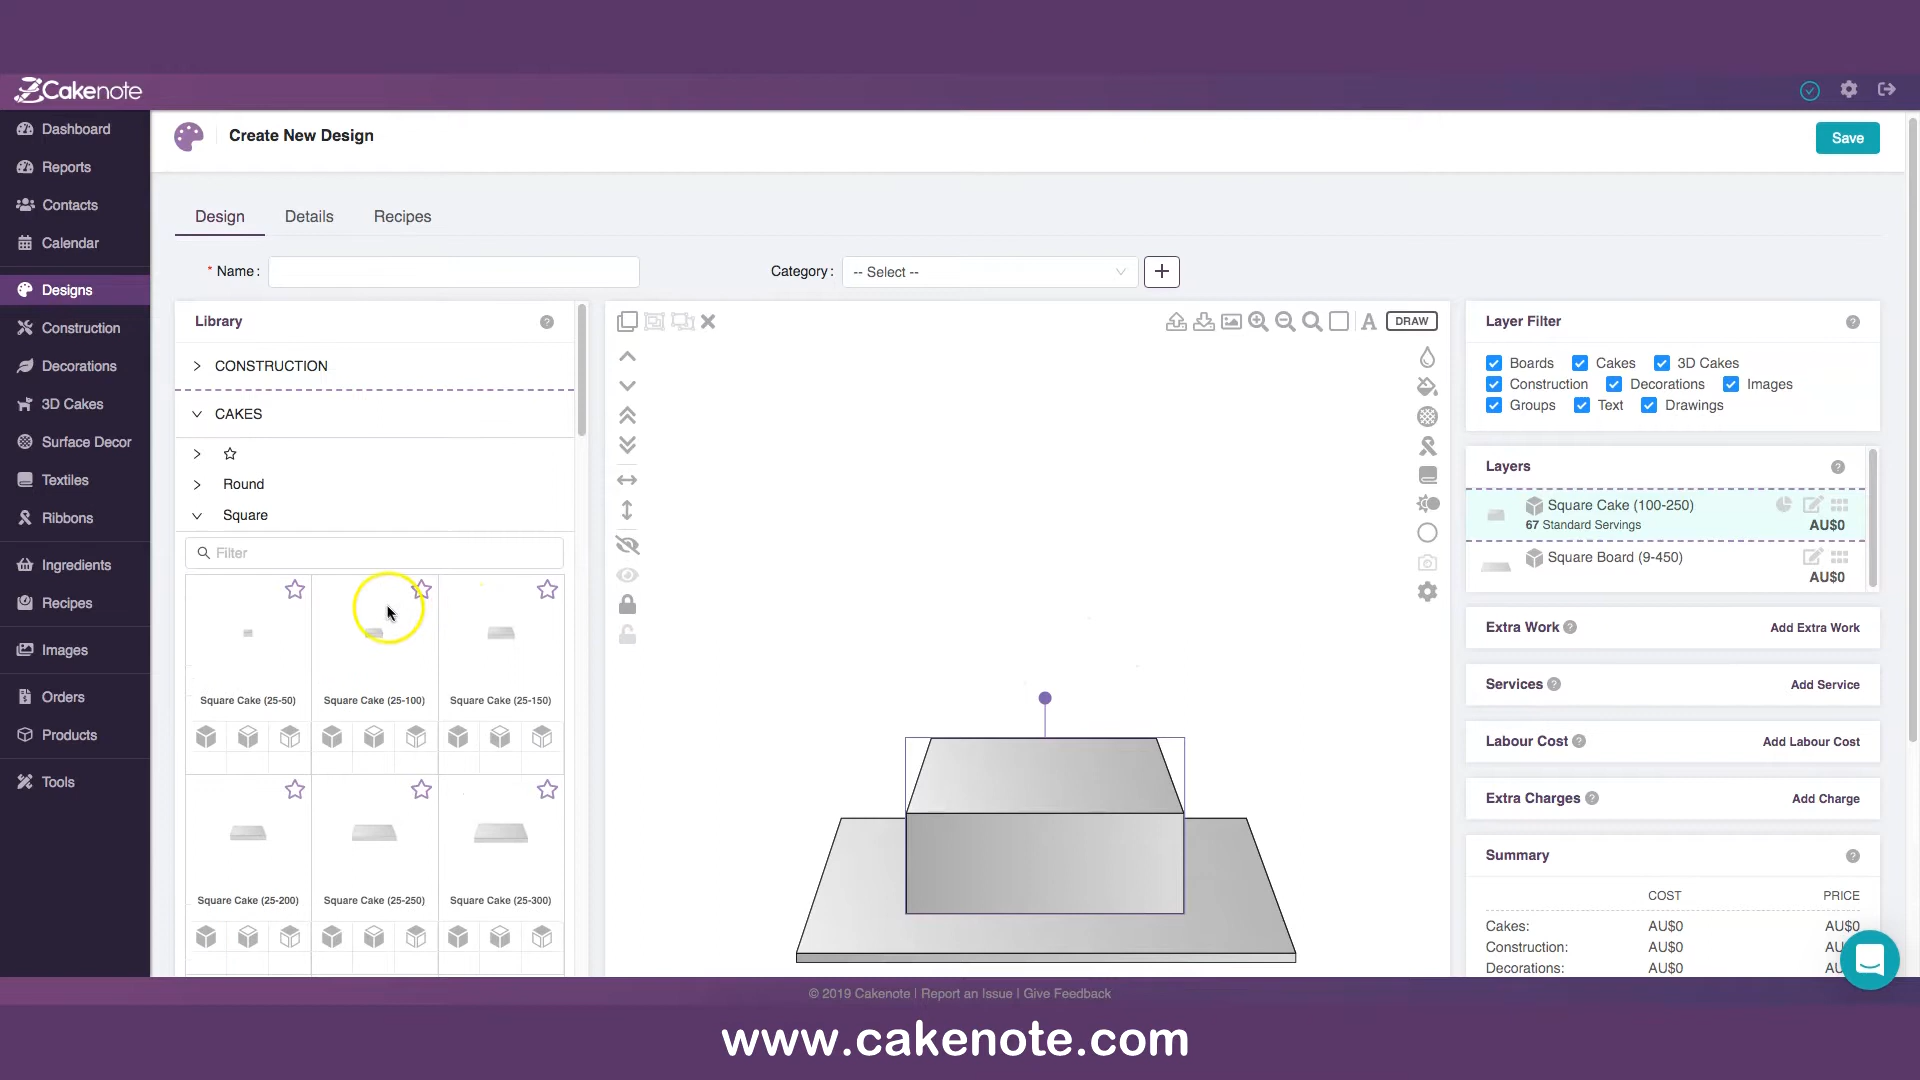 Cakenote
Dashboard
Reports
Contacts
Calendar
Designs
Construction
Decorations
3D Cakes
Surface Decor
Textiles
Ribbons
Ingredients
Recipes
Images
Orders
Products
Tools
Create New Design
Save
Design Details Recipes
* Name :
Category : -- Select --
Library
CONSTRUCTION
CAKES
Round
Square
Filter
Square Cake (25-50) Square Cake (25-100) Square Cake (25-150)
Square Cake (25-200) Square Cake (25-250) Square Cake (25-300)
A DRAW
Layer Filter
Boards Cakes 3D Cakes
Construction Decorations Images
Groups Text Drawings
Layers
Square Cake (100-250)
67 Standard Servings AU$0
Square Board (9-450)
AU$0
Extra Work Add Extra Work
Services Add Service
Labour Cost Add Labour Cost
Extra Charges Add Charge
Summary
COST PRICE
Cakes: AU$0 AU$0
Construction: AU$0
Decorations: AU$0
© 2019 Cakenote | Report an Issue | Give Feedback
www.cakenote.com